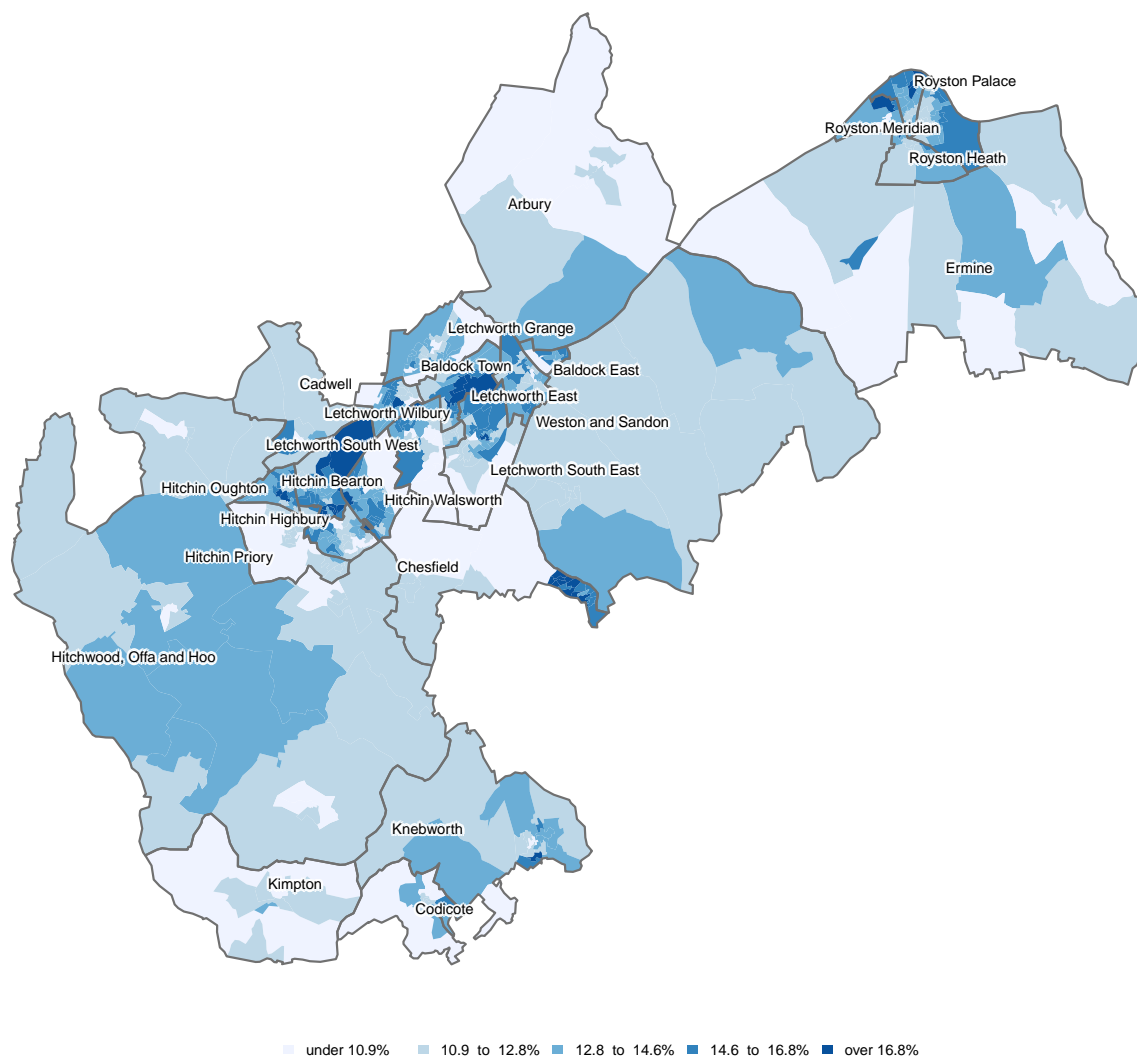 Royston Palace
Royston Meridian
Royston Heath
Arbury
Ermine
Letchworth Grange
Baldock Town
Baldock East
Cadwell
Letchworth East
Letchworth Wilbury
Weston and Sandon
Letchworth South West
Letchworth South East
Hitchin Oughton
Hitchin Bearton
Hitchin Walsworth
Hitchin Highbury
Hitchin Priory
Chesfield
Hitchwood, Offa and Hoo
Knebworth
Kimpton
Codicote
under 10.9% 10.9 to 12.8% 12.8 to 14.6% 14.6 to 16.8% over 16.8%